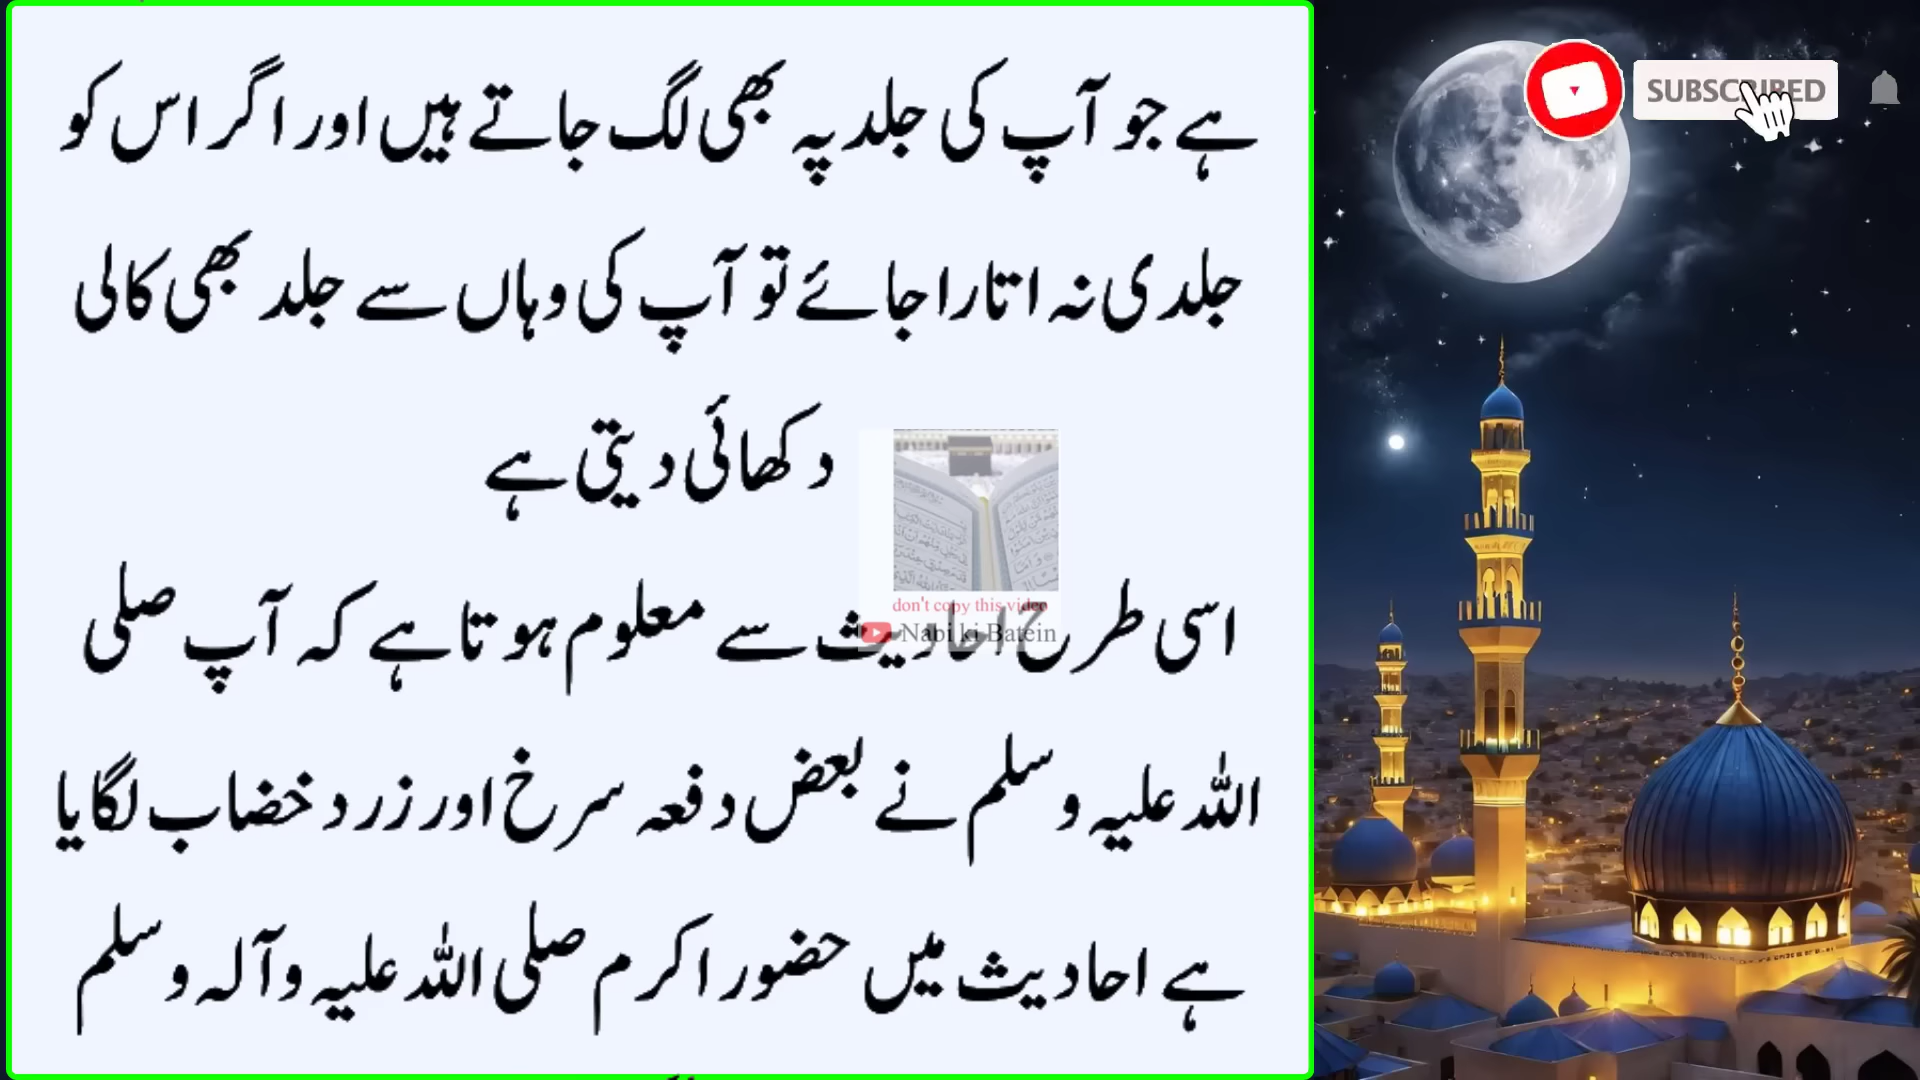 ہے جو آپ کی جلد پہ بھی لگ جاتے ہیں اور اگر اس کو
جلدی نہ اتارا جائے تو آپ کی وہاں سے جلد بھی کالی
دکھائی دیتی ہے
اسی طرح احادیث سے معلوم ہوتا ہے کہ آپ صلی
اللہ علیہ وسلم نے بعض دفعہ سرخ اور زرد خضاب لگایا
ہے احادیث میں حضور اکرم صلی اللہ علیہ وآلہ وسلم
don't copy this video
Nabi ki Batein
SUBSCRIBED